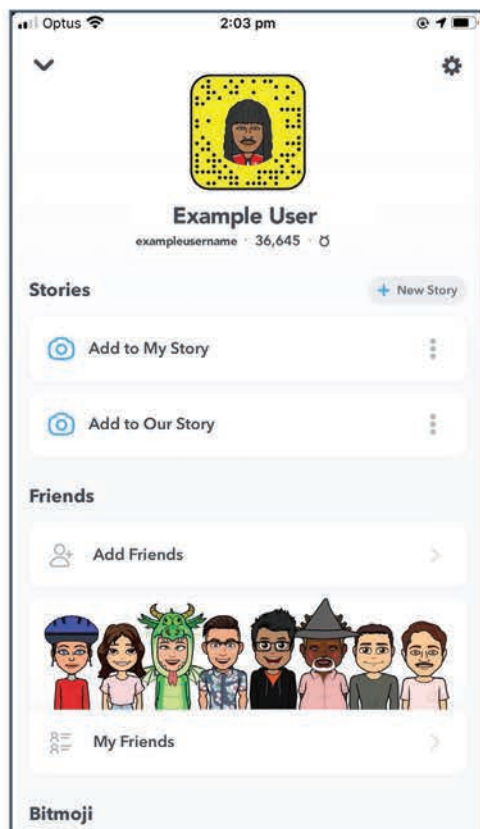 Optus 2:03 pm
Example User
exampleusername · 36,645 · ♉
Stories + New Story
Add to My Story
Add to Our Story
Friends
Add Friends
My Friends
Bitmoji